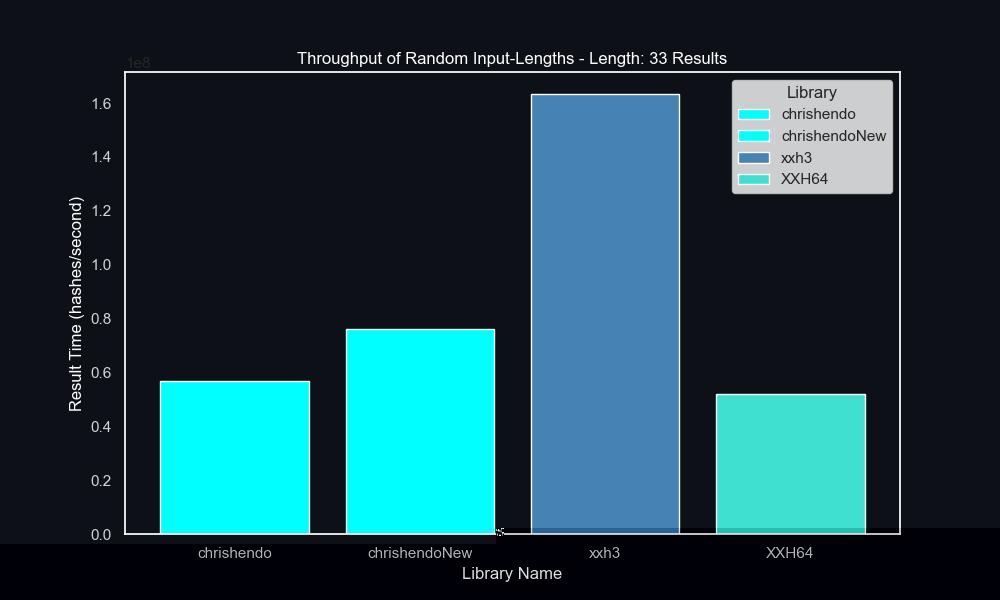 Throughput of Random Input-Lengths - Length: 33 Results
1e8
1.6
1.4
1.2
1.0
0.8
0.6
0.4
0.2
0.0
Result Time (hashes/second)
Library
chrishendo
chrishendoNew
xxh3
XXH64
chrishendo
chrishendoNew
xxh3
XXH64
Library Name